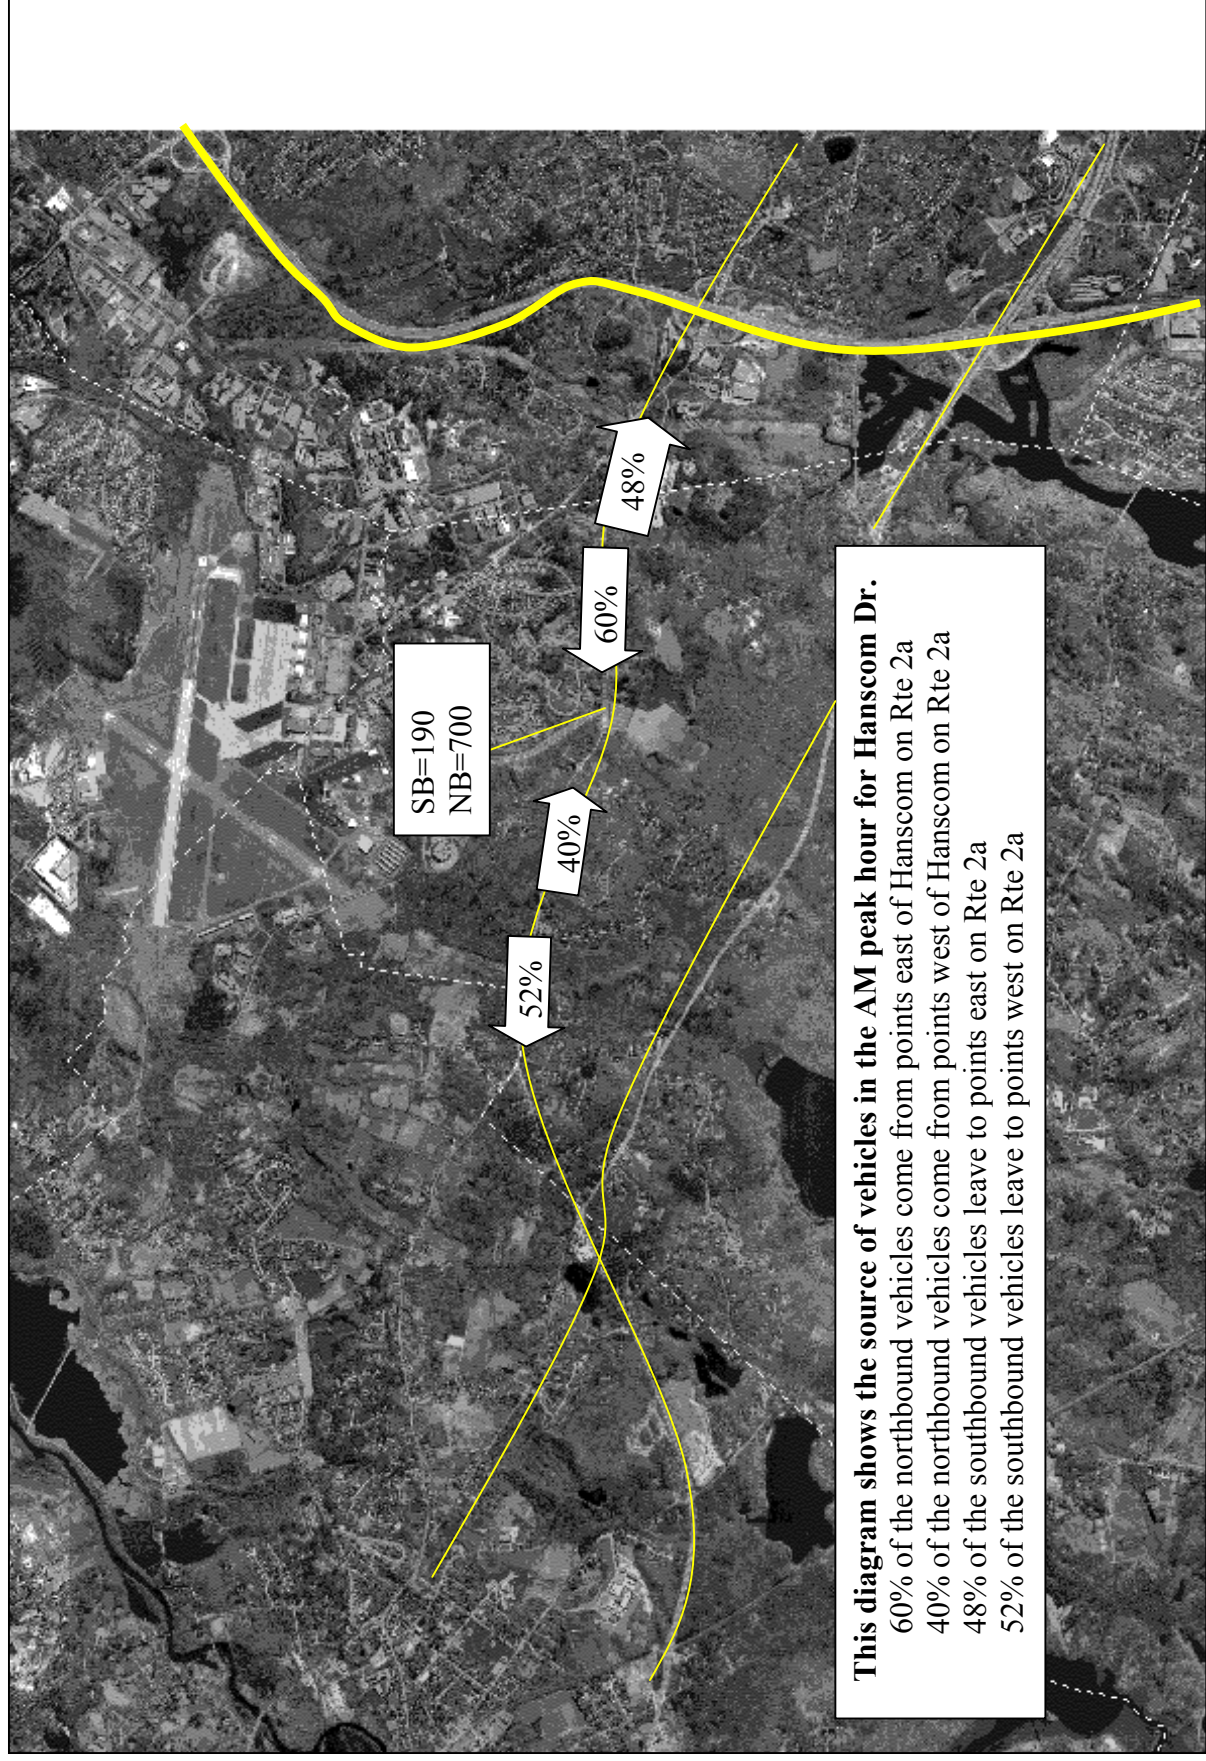 SB=190
NB=700
52%
40%
60%
48%
This diagram shows the source of vehicles in the AM peak hour for Hanscom Dr.
60% of the northbound vehicles come from points east of Hanscom on Rte 2a
40% of the northbound vehicles come from points west of Hanscom on Rte 2a
48% of the southbound vehicles leave to points east on Rte 2a
52% of the southbound vehicles leave to points west on Rte 2a